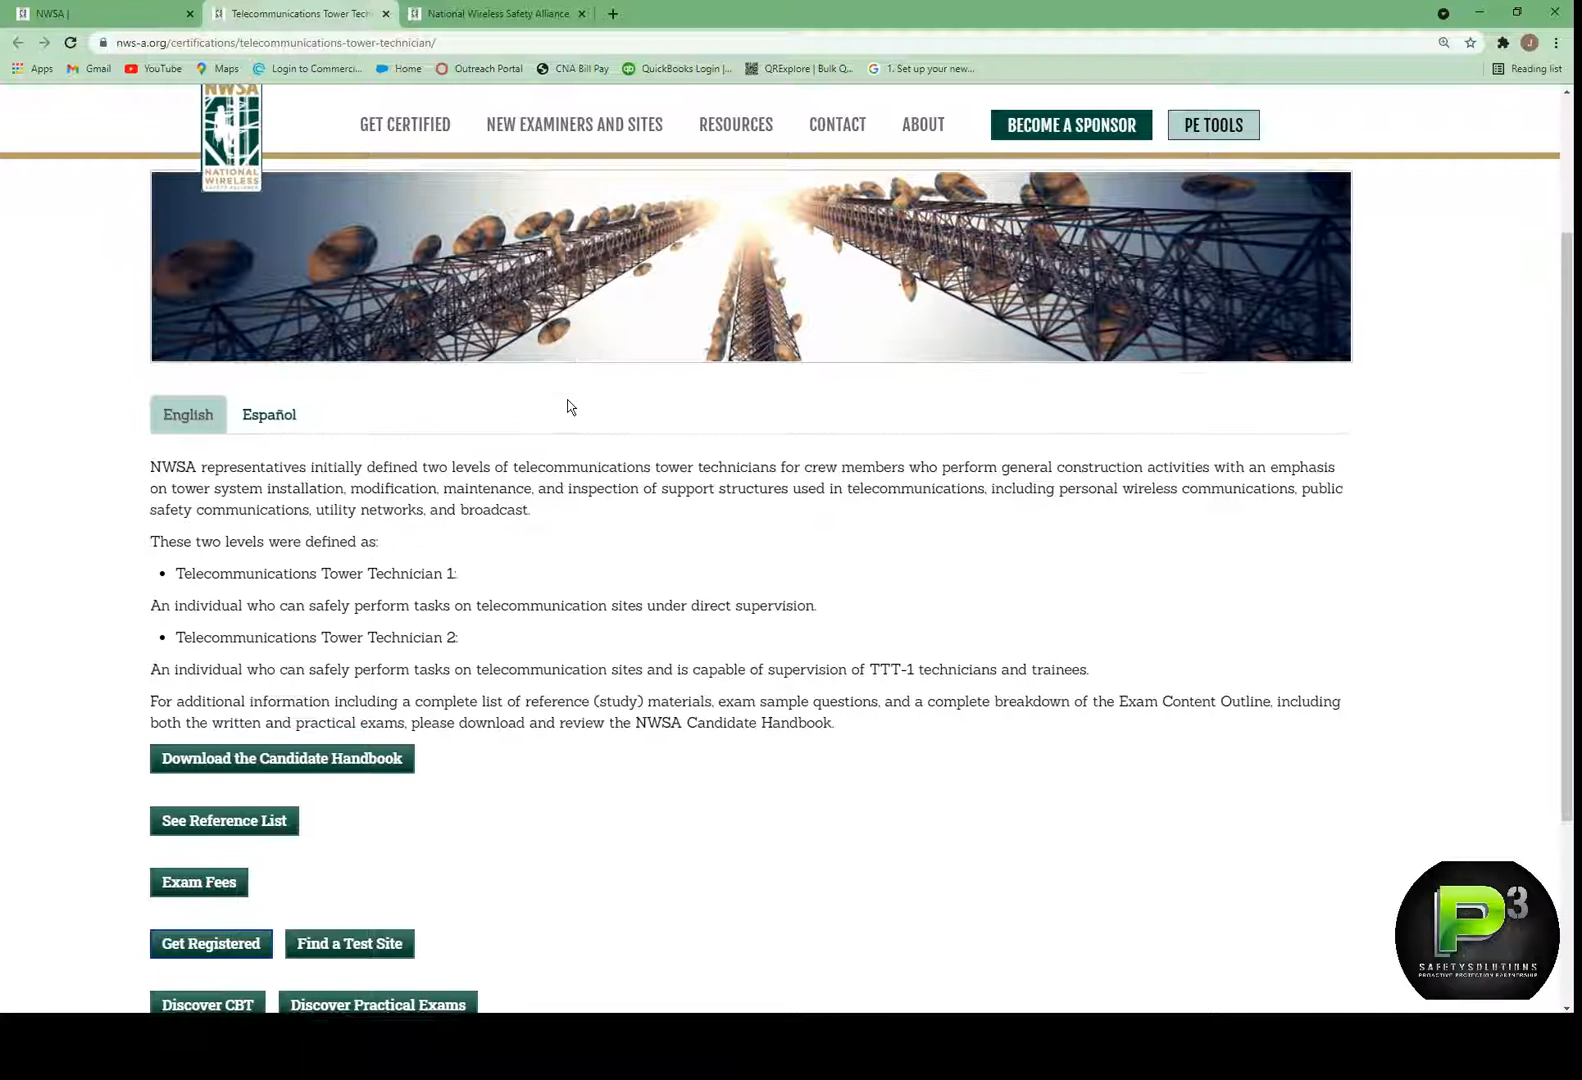 NWSA |
Telecommunications Tower Tech
National Wireless Safety Alliance
nws-a.org/certifications/telecommunications-tower-technician/
Apps Gmail YouTube Maps Login to Commerci... Home Outreach Portal CNA Bill Pay QuickBooks Login |... QRExplore | Bulk Q... 1. Set up your new... Reading list
NWSA
NATIONAL
WIRELESS
SAFETY ALLIANCE
GET CERTIFIED NEW EXAMINERS AND SITES RESOURCES CONTACT ABOUT BECOME A SPONSOR PE TOOLS
English Español
NWSA representatives initially defined two levels of telecommunications tower technicians for crew members who perform general construction activities with an emphasis
on tower system installation, modification, maintenance, and inspection of support structures used in telecommunications, including personal wireless communications, public
safety communications, utility networks, and broadcast.
These two levels were defined as:
• Telecommunications Tower Technician 1:
An individual who can safely perform tasks on telecommunication sites under direct supervision.
• Telecommunications Tower Technician 2:
An individual who can safely perform tasks on telecommunication sites and is capable of supervision of TTT-1 technicians and trainees.
For additional information including a complete list of reference (study) materials, exam sample questions, and a complete breakdown of the Exam Content Outline, including
both the written and practical exams, please download and review the NWSA Candidate Handbook.
Download the Candidate Handbook
See Reference List
Exam Fees
Get Registered Find a Test Site
Discover CBT Discover Practical Exams
P3
SAFETYSOLUTIONS
PROACTIVE PROTECTION PARTNERSHIP